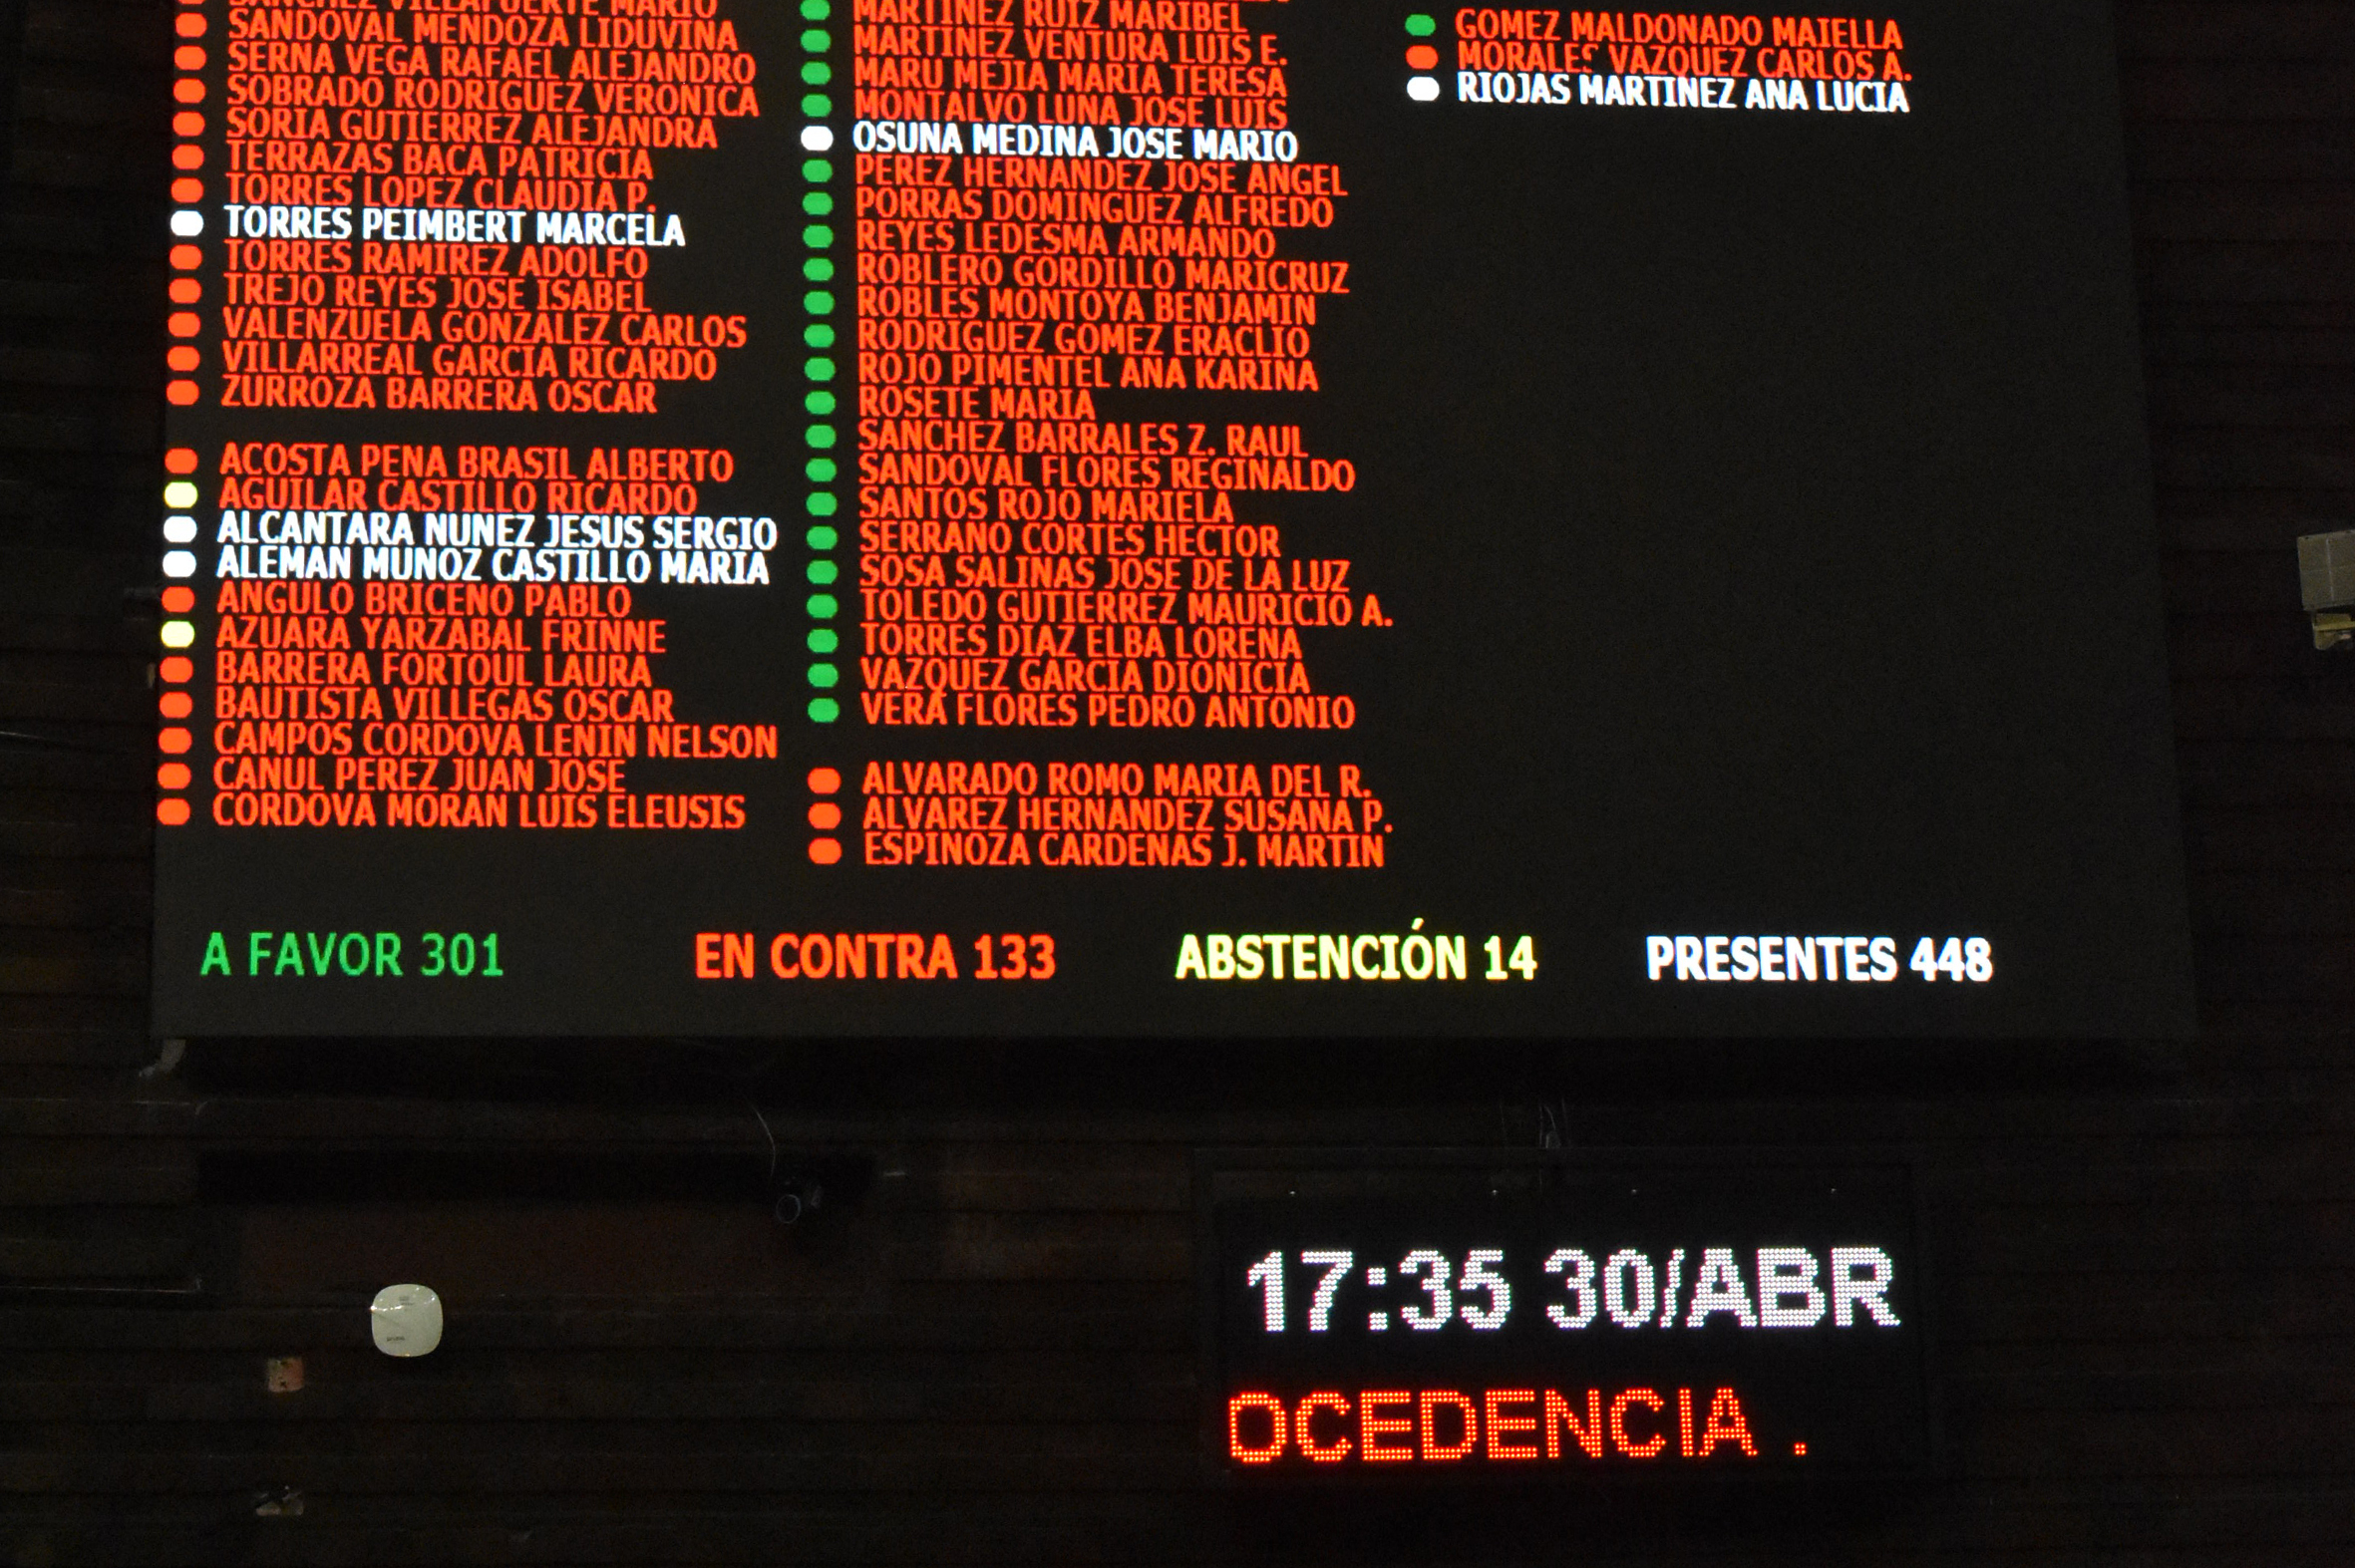 SANCHEZ VILLAFUERTE MARIO
SANDOVAL MENDOZA LIDUVINA
SERNA VEGA RAFAEL ALEJANDRO
SOBRADO RODRIGUEZ VERONICA
SORIA GUTIERREZ ALEJANDRA
TERRAZAS BACA PATRICIA
TORRES LOPEZ CLAUDIA P.
TORRES PEIMBERT MARCELA
TORRES RAMIREZ ADOLFO
TREJO REYES JOSE ISABEL
VALENZUELA GONZALEZ CARLOS
VILLARREAL GARCIA RICARDO
ZURROZA BARRERA OSCAR
ACOSTA PENA BRASIL ALBERTO
AGUILAR CASTILLO RICARDO
ALCANTARA NUNEZ JESUS SERGIO
ALEMAN MUNOZ CASTILLO MARIA
ANGULO BRICENO PABLO
AZUARA YARZABAL FRINNE
BARRERA FORTOUL LAURA
BAUTISTA VILLEGAS OSCAR
CAMPOS CORDOVA LENIN NELSON
CANUL PEREZ JUAN JOSE
CORDOVA MORAN LUIS ELEUSIS
MARTINEZ RUIZ MARIBEL
MARTINEZ VENTURA LUIS E.
MARU MEJIA MARIA TERESA
MONTALVO LUNA JOSE LUIS
OSUNA MEDINA JOSE MARIO
PEREZ HERNANDEZ JOSE ANGEL
PORRAS DOMINGUEZ ALFREDO
REYES LEDESMA ARMANDO
ROBLERO GORDILLO MARICRUZ
ROBLES MONTOYA BENJAMIN
RODRIGUEZ GOMEZ ERACLIO
ROJO PIMENTEL ANA KARINA
ROSETE MARIA
SANCHEZ BARRALES Z. RAUL
SANDOVAL FLORES REGINALDO
SANTOS ROJO MARIELA
SERRANO CORTES HECTOR
SOSA SALINAS JOSE DE LA LUZ
TOLEDO GUTIERREZ MAURICIO A.
TORRES DIAZ ELBA LORENA
VAZQUEZ GARCIA DIONICIA
VERA FLORES PEDRO ANTONIO
ALVARADO ROMO MARIA DEL R.
ALVAREZ HERNANDEZ SUSANA P.
ESPINOZA CARDENAS J. MARTIN
GOMEZ MALDONADO MAIELLA
MORALES VAZQUEZ CARLOS A.
RIOJAS MARTINEZ ANA LUCIA
A FAVOR 301
EN CONTRA 133
ABSTENCIÓN 14
PRESENTES 448
17:35 30/ABR
OCEDENCIA .